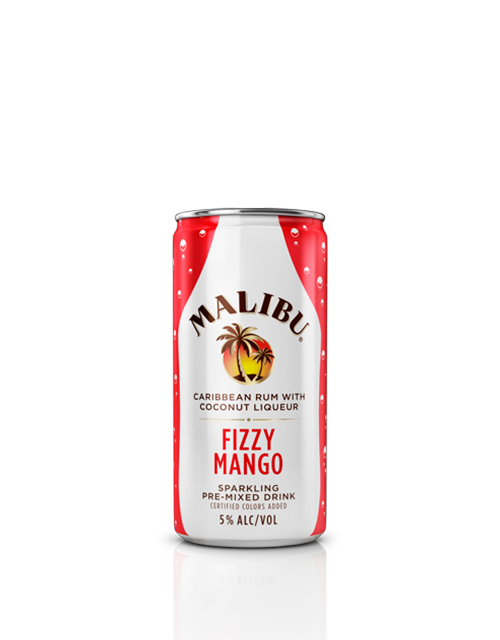 MALIBU®
CARIBBEAN RUM WITH
COCONUT LIQUEUR
FIZZY
MANGO
SPARKLING
PRE-MIXED DRINK
CERTIFIED COLORS ADDED
5% ALC/VOL